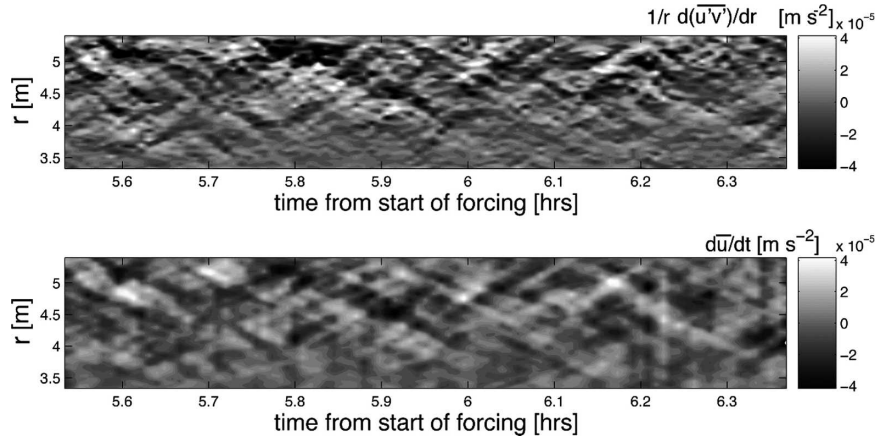 1/r d(u'v')/dr [m s⁻²] x 10⁻⁵
4
2
0
−2
−4
r [m]
5
4.5
4
3.5
5.6 5.7 5.8 5.9 6 6.1 6.2 6.3
time from start of forcing [hrs]
du/dt [m s⁻²] x 10⁻⁵
4
2
0
−2
−4
r [m]
5
4.5
4
3.5
5.6 5.7 5.8 5.9 6 6.1 6.2 6.3
time from start of forcing [hrs]